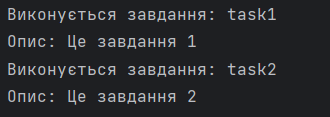 Виконується завдання: task1
Опис: Це завдання 1
Виконується завдання: task2
Опис: Це завдання 2